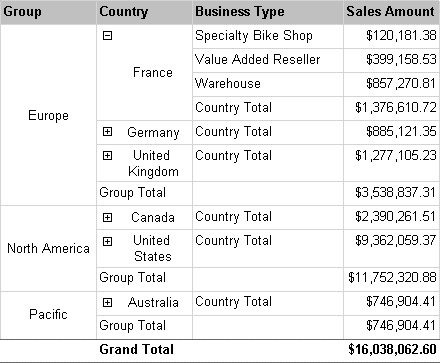 Group Country Business Type Sales Amount
Europe France Specialty Bike Shop $120,181.38
Value Added Reseller $399,158.53
Warehouse $857,270.81
Country Total $1,376,610.72
Germany Country Total $885,121.35
United Kingdom Country Total $1,277,105.23
Group Total $3,538,837.31
North America Canada Country Total $2,390,261.51
United States Country Total $9,362,059.37
Group Total $11,752,320.88
Pacific Australia Country Total $746,904.41
Group Total $746,904.41
Grand Total $16,038,062.60